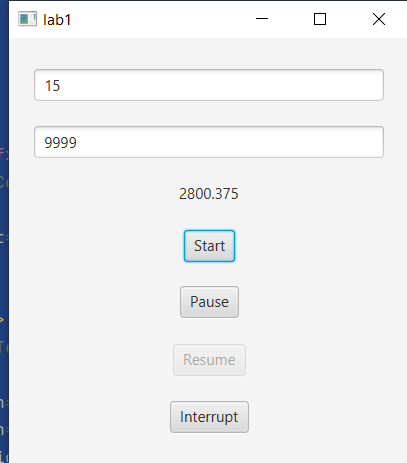 lab1
15
9999
2800.375
Start
Pause
Resume
Interrupt